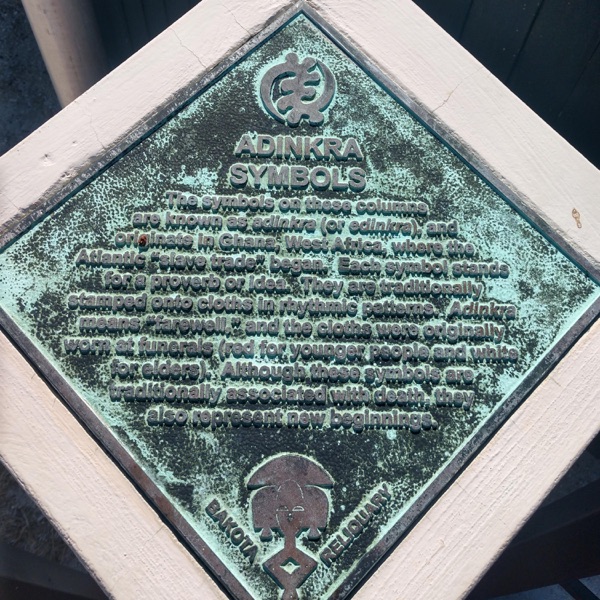 ADINKRA
SYMBOLS
The symbols on these columns
are known as adinkra (or edinkra), and
originate in Ghana, West Africa, where the
Atlantic "slave trade" began. Each symbol stands
for a proverb or idea. They are traditionally
stamped onto cloths in rhythmic patterns. Adinkra
means "farewell," and the cloths were originally
worn at funerals (red for younger people and white
for elders). Although these symbols are
traditionally associated with death, they
also represent new beginnings.
BAKOTA RELIQUARY